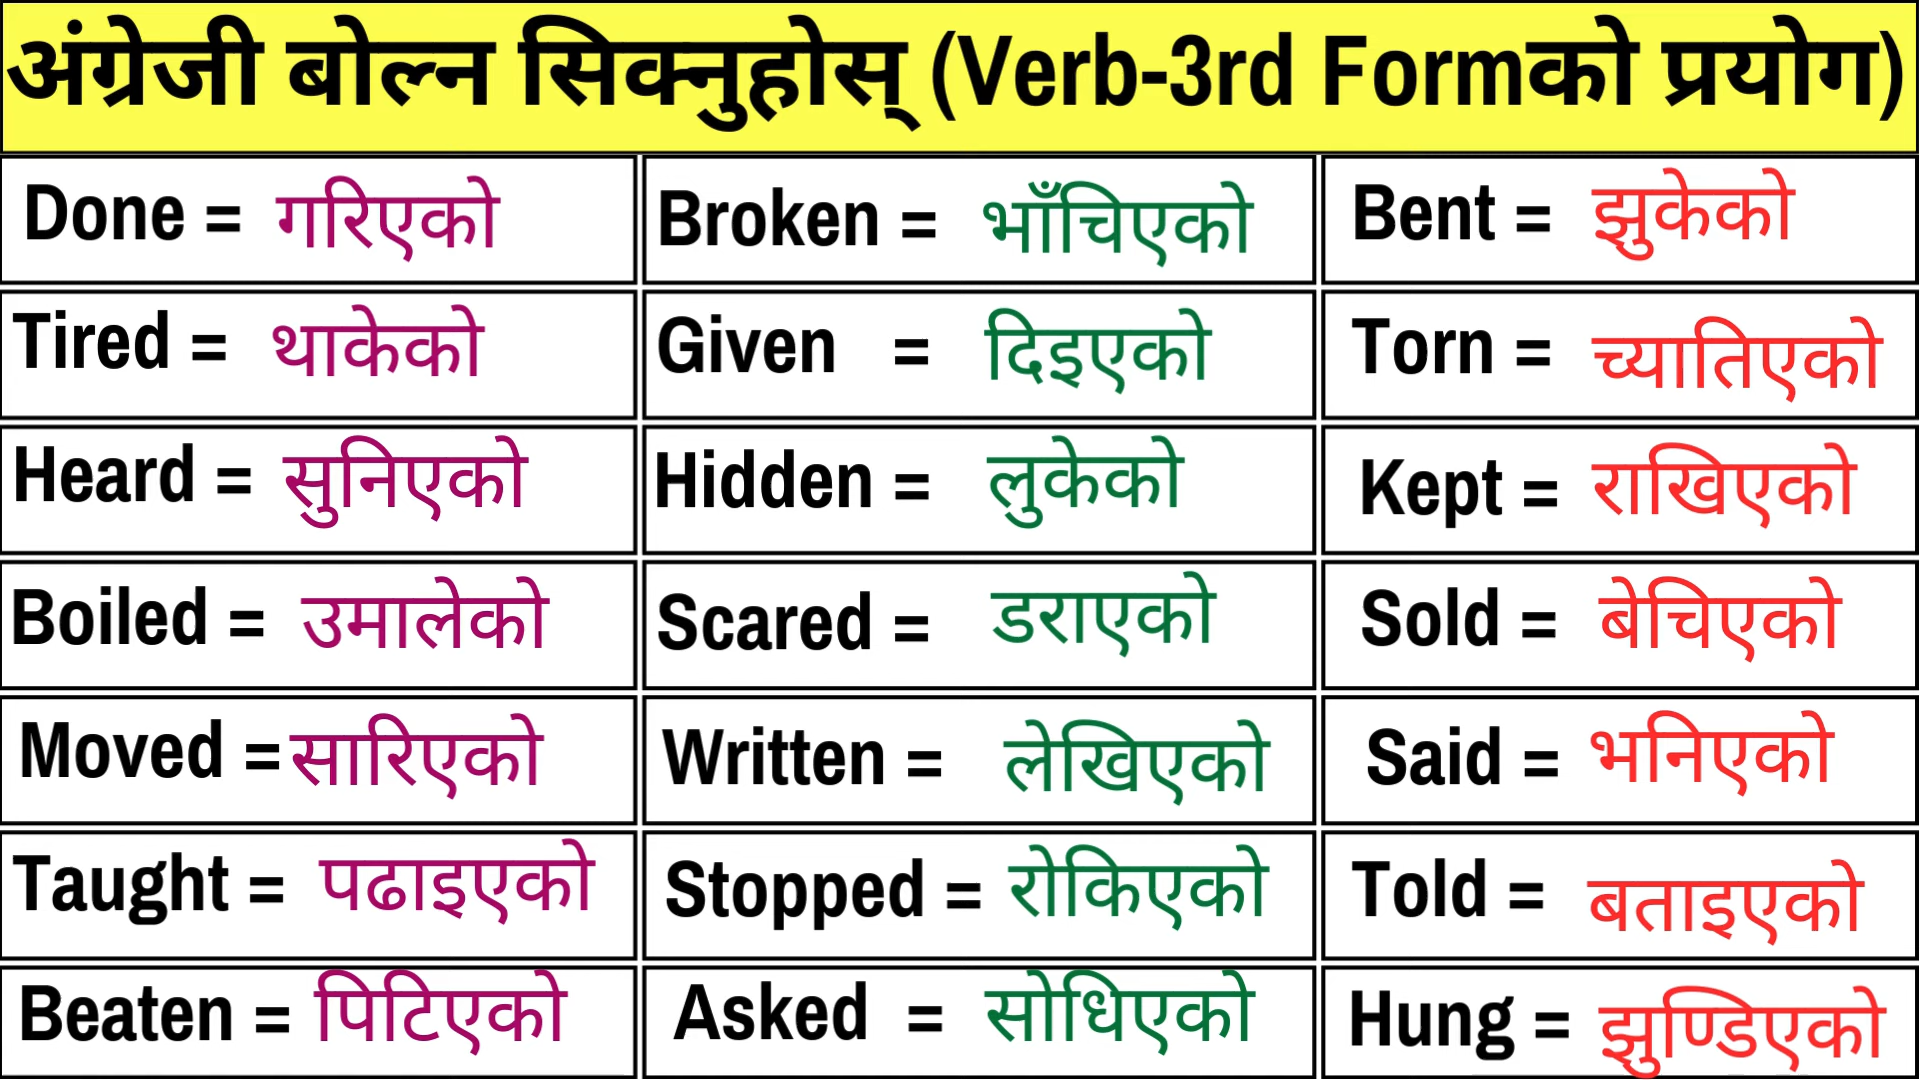 अंग्रेजी बोल्न सिक्नुहोस् (Verb-3rd Formको प्रयोग)
Done = गरिएको
Broken = भाँचिएको
Bent = झुकेको
Tired = थाकेको
Given = दिइएको
Torn = च्यातिएको
Heard = सुनिएको
Hidden = लुकेको
Kept = राखिएको
Boiled = उमालेको
Scared = डराएको
Sold = बेचिएको
Moved = सारिएको
Written = लेखिएको
Said = भनिएको
Taught = पढाइएको
Stopped = रोकिएको
Told = बताइएको
Beaten = पिटिएको
Asked = सोधिएको
Hung = झुण्डिएको